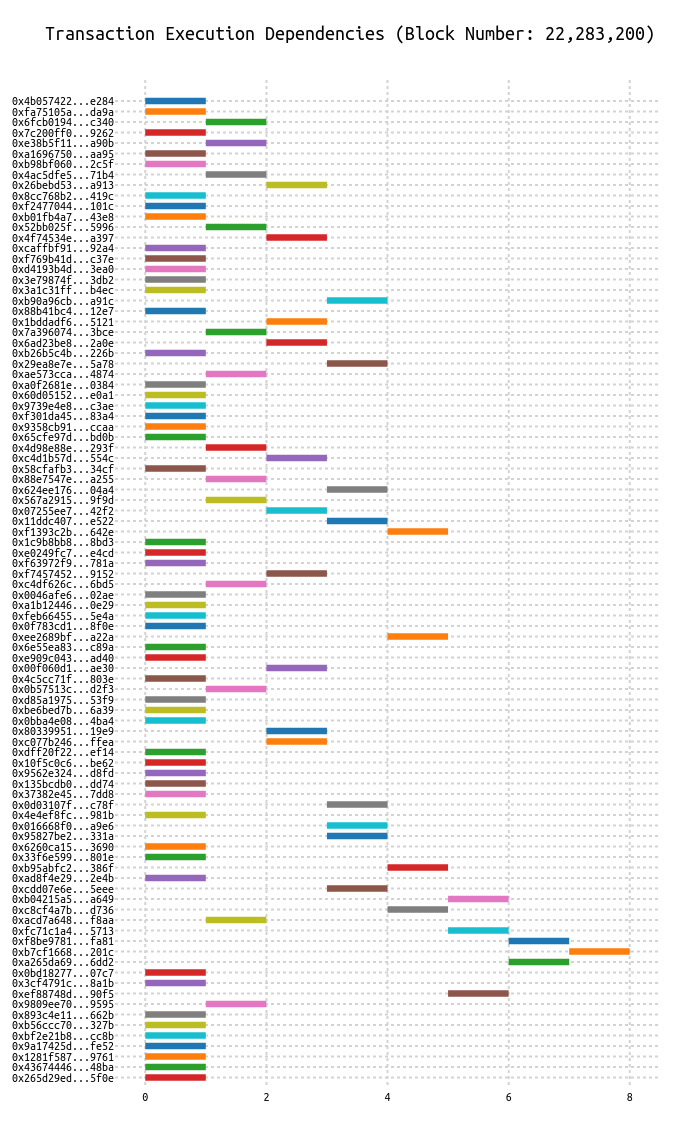 Transaction Execution Dependencies (Block Number: 22,283,200)
0x4b057422...e284
0xfa75105a...da9a
0x6fcb0194...c340
0x7c200ff0...9262
0xe38b5f11...a90b
0xa1696750...aa95
0xb98bf060...2c5f
0x4ac5dfe5...71b4
0x26bebd53...a913
0x8cc768b2...419c
0xf2477044...101c
0xb01fb4a7...43e8
0x52bb025f...5996
0x4f74534e...a397
0xcaffbf91...92a4
0xf769b41d...c37e
0xd4193b4d...3ea0
0x3e79874f...3db2
0x3a1c31ff...b4ec
0xb90a96cb...a91c
0x88b41bc4...12e7
0x1bddadf6...5121
0x7a396074...3bce
0x6ad23be8...2a0e
0xb26b5c4b...226b
0x29ea8e7e...5a78
0xae573cca...4874
0xa0f2681e...0384
0x60d05152...e0a1
0x9739e4e8...c3ae
0xf301da45...83a4
0x9358cb91...ccaa
0x65cfe97d...bd0b
0x4d98e88e...293f
0xc4d1b57d...554c
0x58cfafb3...34cf
0x88e7547e...a255
0x624ee176...04a4
0x567a2915...9f9d
0x07255ee7...42f2
0x11ddc407...e522
0xf1393c2b...642e
0x1c9b8bb8...8bd3
0xe0249fc7...e4cd
0xf63972f9...781a
0xf7457452...9152
0xc4df626c...6bd5
0x0046afe6...02ae
0xa1b12446...0e29
0xfeb66455...5e4a
0x0f783cd1...8f0e
0xee2689bf...a22a
0x6e55ea83...c89a
0xe909c043...ad40
0x00f060d1...ae30
0x4c5cc71f...803e
0x0b57513c...d2f3
0xd85a1975...53f9
0xbe6bed7b...6a39
0x0bba4e08...4ba4
0x80339951...19e9
0xc077b246...ffea
0xdff20f22...ef14
0x10f5c0c6...be62
0x9562e324...d8fd
0x135bcdb0...dd74
0x37382e45...7dd8
0x0d03107f...c78f
0x4e4ef8fc...981b
0x016668f0...a9e6
0x95827be2...331a
0x6260ca15...3690
0x33f6e599...801e
0xb95abfc2...386f
0xad8f4e29...2e4b
0xcdd07e6e...5eee
0xb04215a5...a649
0xc8cf4a7b...d736
0xacd7a648...f8aa
0xfc71c1a4...5713
0xf8be9781...fa81
0xb7cf1668...201c
0xa265da69...6dd2
0x0bd18277...07c7
0x3cf4791c...8a1b
0xef88748d...90f5
0x9809ee70...9595
0x893c4e11...662b
0xb56ccc70...327b
0xbf2e21b8...cc8b
0x9a17425d...fe52
0x1281f587...9761
0x43674446...48ba
0x265d29ed...5f0e
0 2 4 6 8